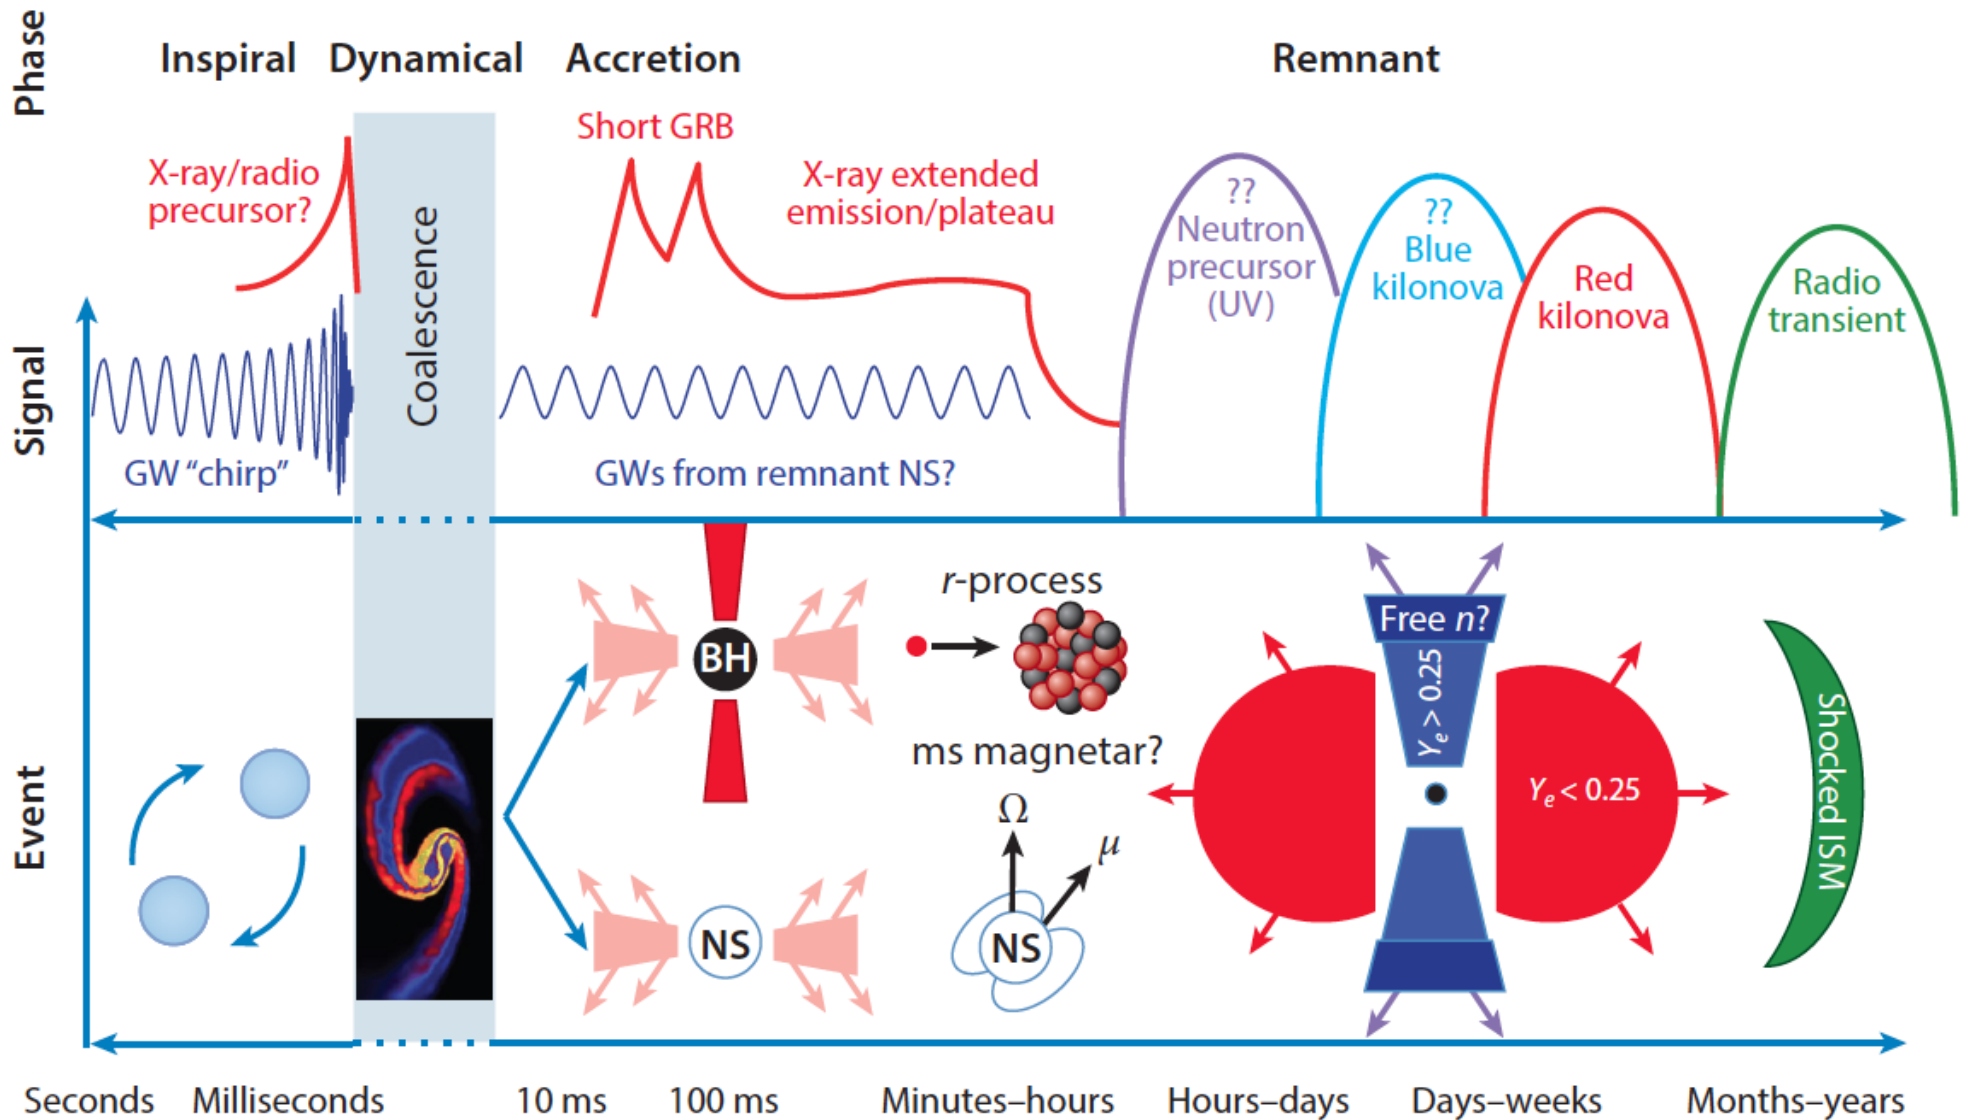 Phase
Inspiral
Dynamical
Accretion
Remnant
Signal
X-ray/radio
precursor?
GW “chirp”
Coalescence
Short GRB
X-ray extended
emission/plateau
GWs from remnant NS?
??
Neutron
precursor
(UV)
??
Blue
kilonova
Red
kilonova
Radio
transient
Event
BH
NS
r-process
ms magnetar?
Ω
μ
NS
Free n?
Yₑ > 0.25
Yₑ < 0.25
Shocked ISM
Seconds
Milliseconds
10 ms
100 ms
Minutes–hours
Hours–days
Days–weeks
Months–years